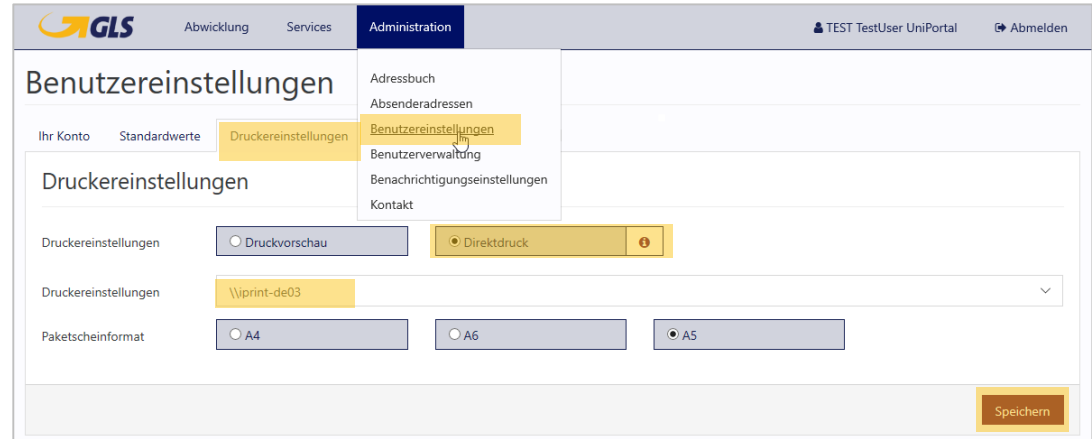 GLS Abwicklung Services Administration TEST TestUser UniPortal Abmelden
Adressbuch
Absenderadressen
Benutzereinstellungen
Benutzerverwaltung
Benachrichtigungseinstellungen
Kontakt
Benutzereinstellungen
Ihr Konto Standardwerte Druckereinstellungen
Druckereinstellungen
Druckereinstellungen Druckvorschau Direktdruck
Druckereinstellungen \\iprint-de03
Paketscheinformat A4 A6 A5
Speichern